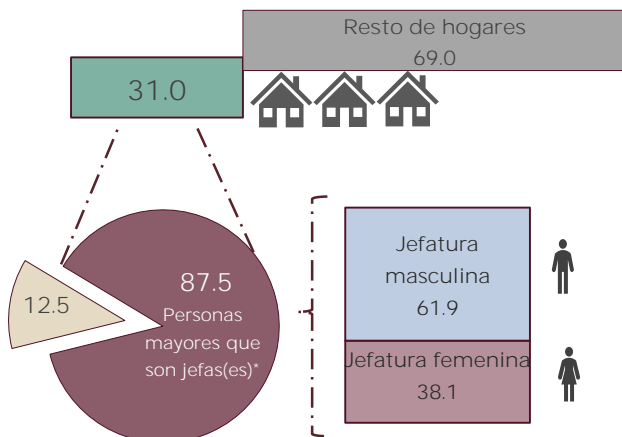 Resto de hogares
69.0
31.0
12.5
87.5
Personas
mayores que
son jefas(es)*
Jefatura
masculina
61.9
Jefatura femenina
38.1